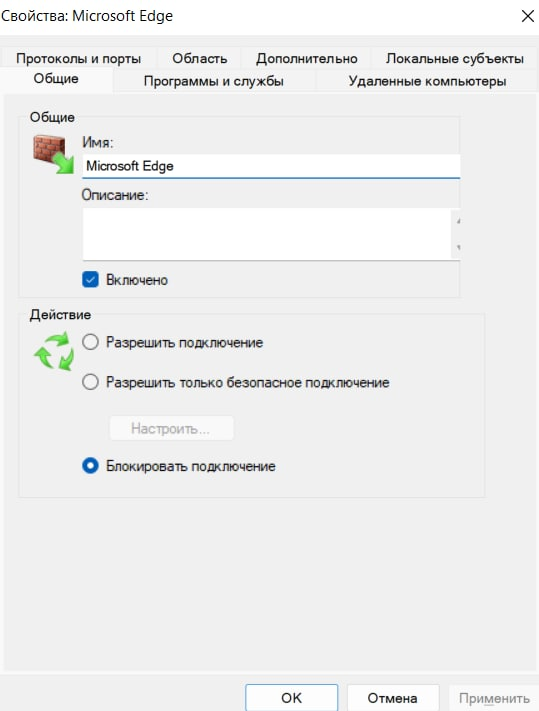 Свойства: Microsoft Edge
Протоколы и порты Область Дополнительно Локальные субъекты
Общие Программы и службы Удаленные компьютеры
Общие
Имя:
Microsoft Edge
Описание:
Включено
Действие
Разрешить подключение
Разрешить только безопасное подключение
Настроить...
Блокировать подключение
OK Отмена Применить